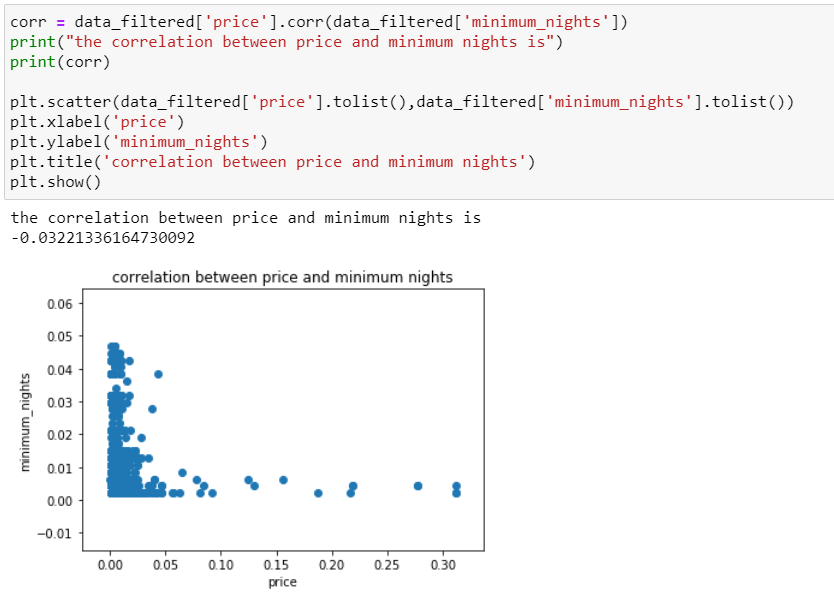 corr = data_filtered['price'].corr(data_filtered['minimum_nights'])
print("the correlation between price and minimum nights is")
print(corr)
plt.scatter(data_filtered['price'].tolist(),data_filtered['minimum_nights'].tolist())
plt.xlabel('price')
plt.ylabel('minimum_nights')
plt.title('correlation between price and minimum nights')
plt.show()
the correlation between price and minimum nights is
-0.03221336164730092
correlation between price and minimum nights
0.06
0.05
0.04
0.03
0.02
0.01
0.00
−0.01
minimum_nights
0.00 0.05 0.10 0.15 0.20 0.25 0.30
price